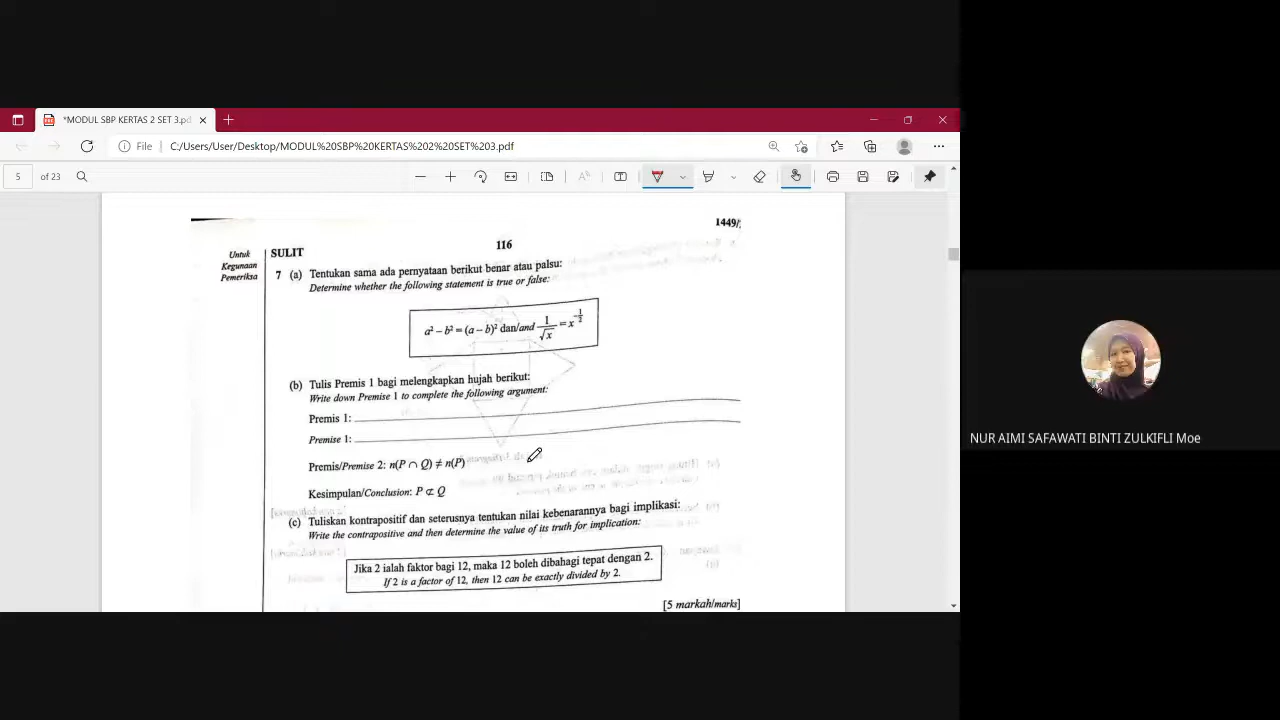 *MODUL SBP KERTAS 2 SET 3.pd
File C:/Users/User/Desktop/MODUL%20SBP%20KERTAS%202%20SET%203.pdf
5 of 23
1449/
116
Untuk
Kegunaan
Pemeriksa
SULIT
7 (a) Tentukan sama ada pernyataan berikut benar atau palsu:
Determine whether the following statement is true or false:
a² – b² = (a – b)² dan/and 1/√x = x^(-1/2)
(b) Tulis Premis 1 bagi melengkapkan hujah berikut:
Write down Premise 1 to complete the following argument:
Premis 1:
Premise 1:
Premis/Premise 2: n(P ∩ Q) ≠ n(P)
Kesimpulan/Conclusion: P ⊄ Q
(c) Tuliskan kontrapositif dan seterusnya tentukan nilai kebenarannya bagi implikasi:
Write the contrapositive and then determine the value of its truth for implication:
Jika 2 ialah faktor bagi 12, maka 12 boleh dibahagi tepat dengan 2.
If 2 is a factor of 12, then 12 can be exactly divided by 2.
[5 markah/marks]
NUR AIMI SAFAWATI BINTI ZULKIFLI Moe